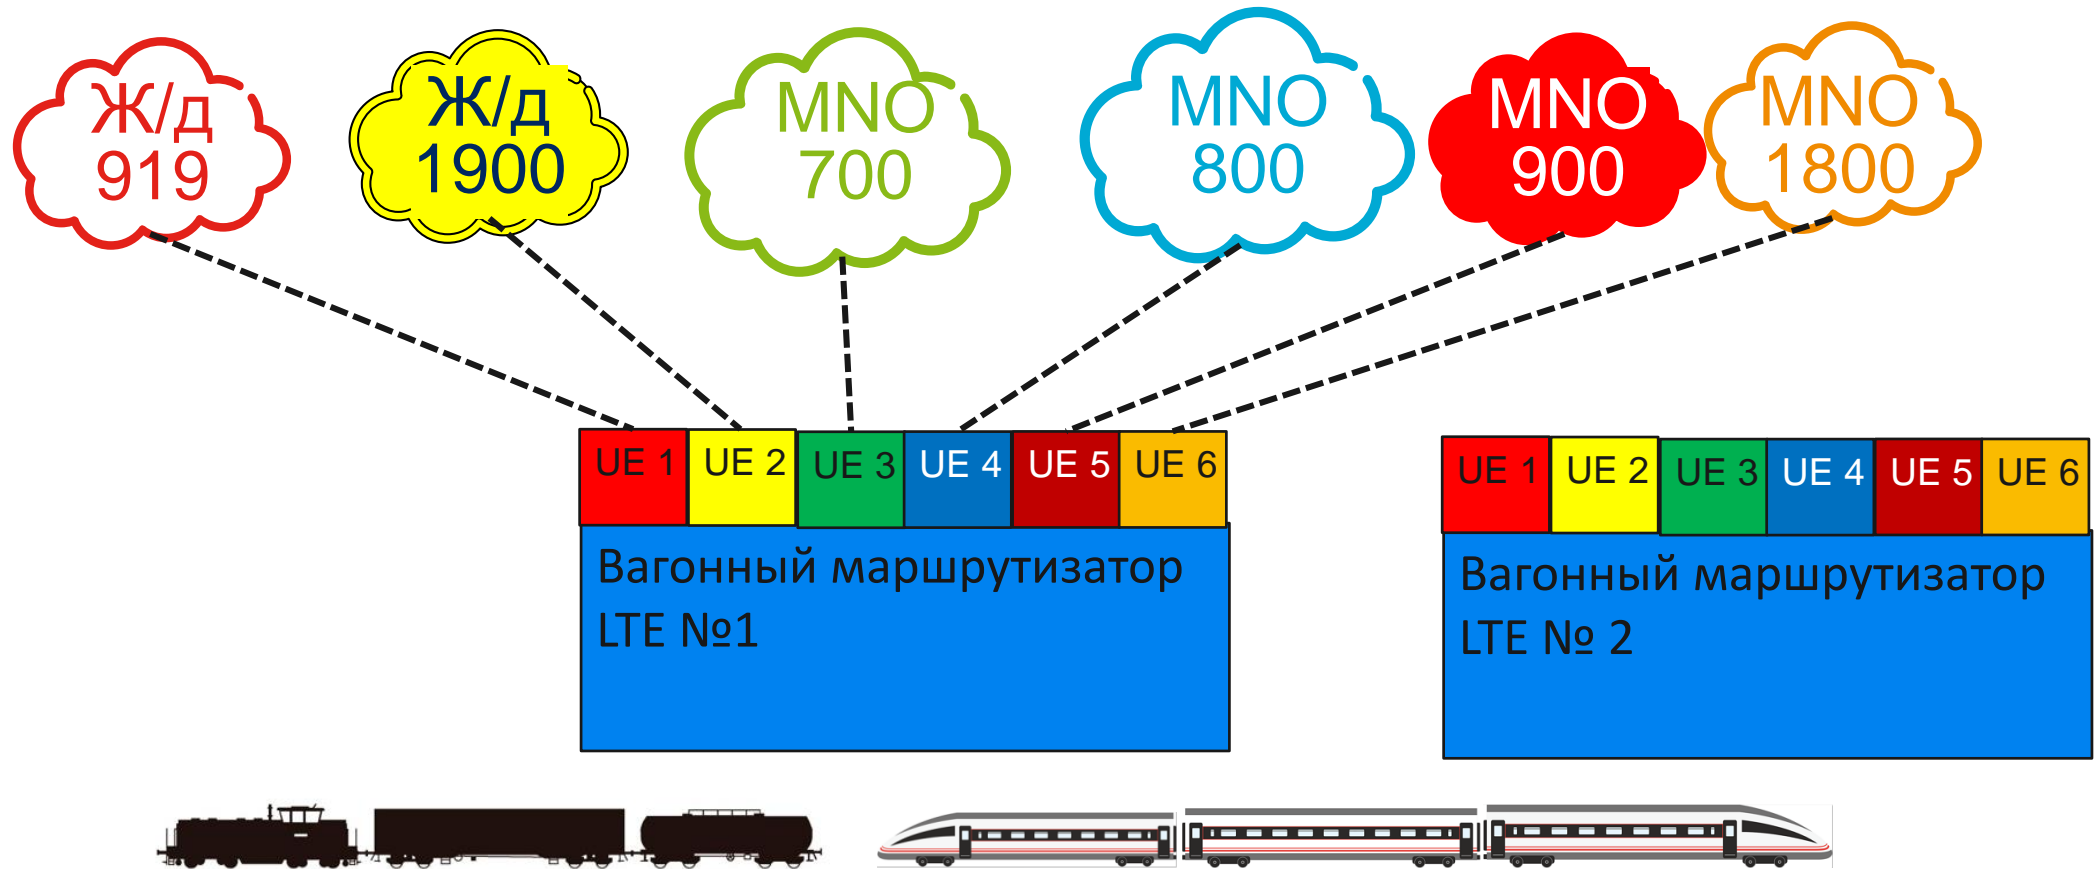 Ж/д
919
Ж/д
1900
MNO
700
MNO
800
MNO
900
MNO
1800
UE 1
UE 2
UE 3
UE 4
UE 5
UE 6
Вагонный маршрутизатор
LTE №1
UE 1
UE 2
UE 3
UE 4
UE 5
UE 6
Вагонный маршрутизатор
LTE № 2